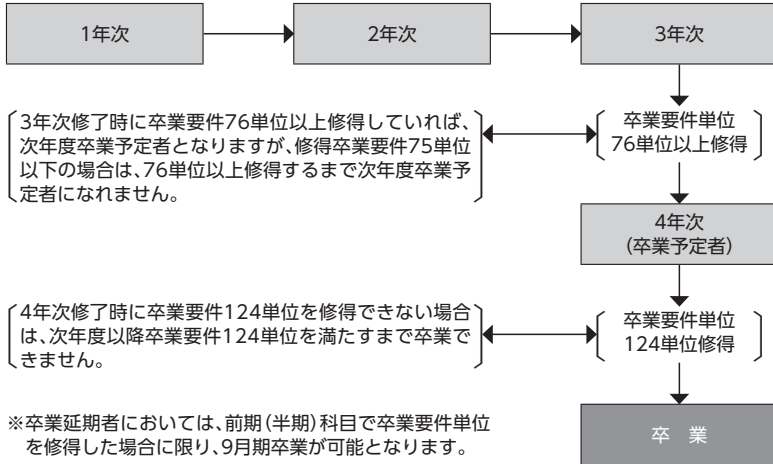 1年次
2年次
3年次
3年次修了時に卒業要件76単位以上修得していれば、
次年度卒業予定者となりますが、修得卒業要件75単位
以下の場合は、76単位以上修得するまで次年度卒業予
定者になれません。
卒業要件単位
76単位以上修得
4年次
(卒業予定者)
4年次修了時に卒業要件124単位を修得できない場合
は、次年度以降卒業要件124単位を満たすまで卒業で
きません。
卒業要件単位
124単位修得
※卒業延期者においては、前期(半期)科目で卒業要件単位
を修得した場合に限り、9月期卒業が可能となります。
卒 業